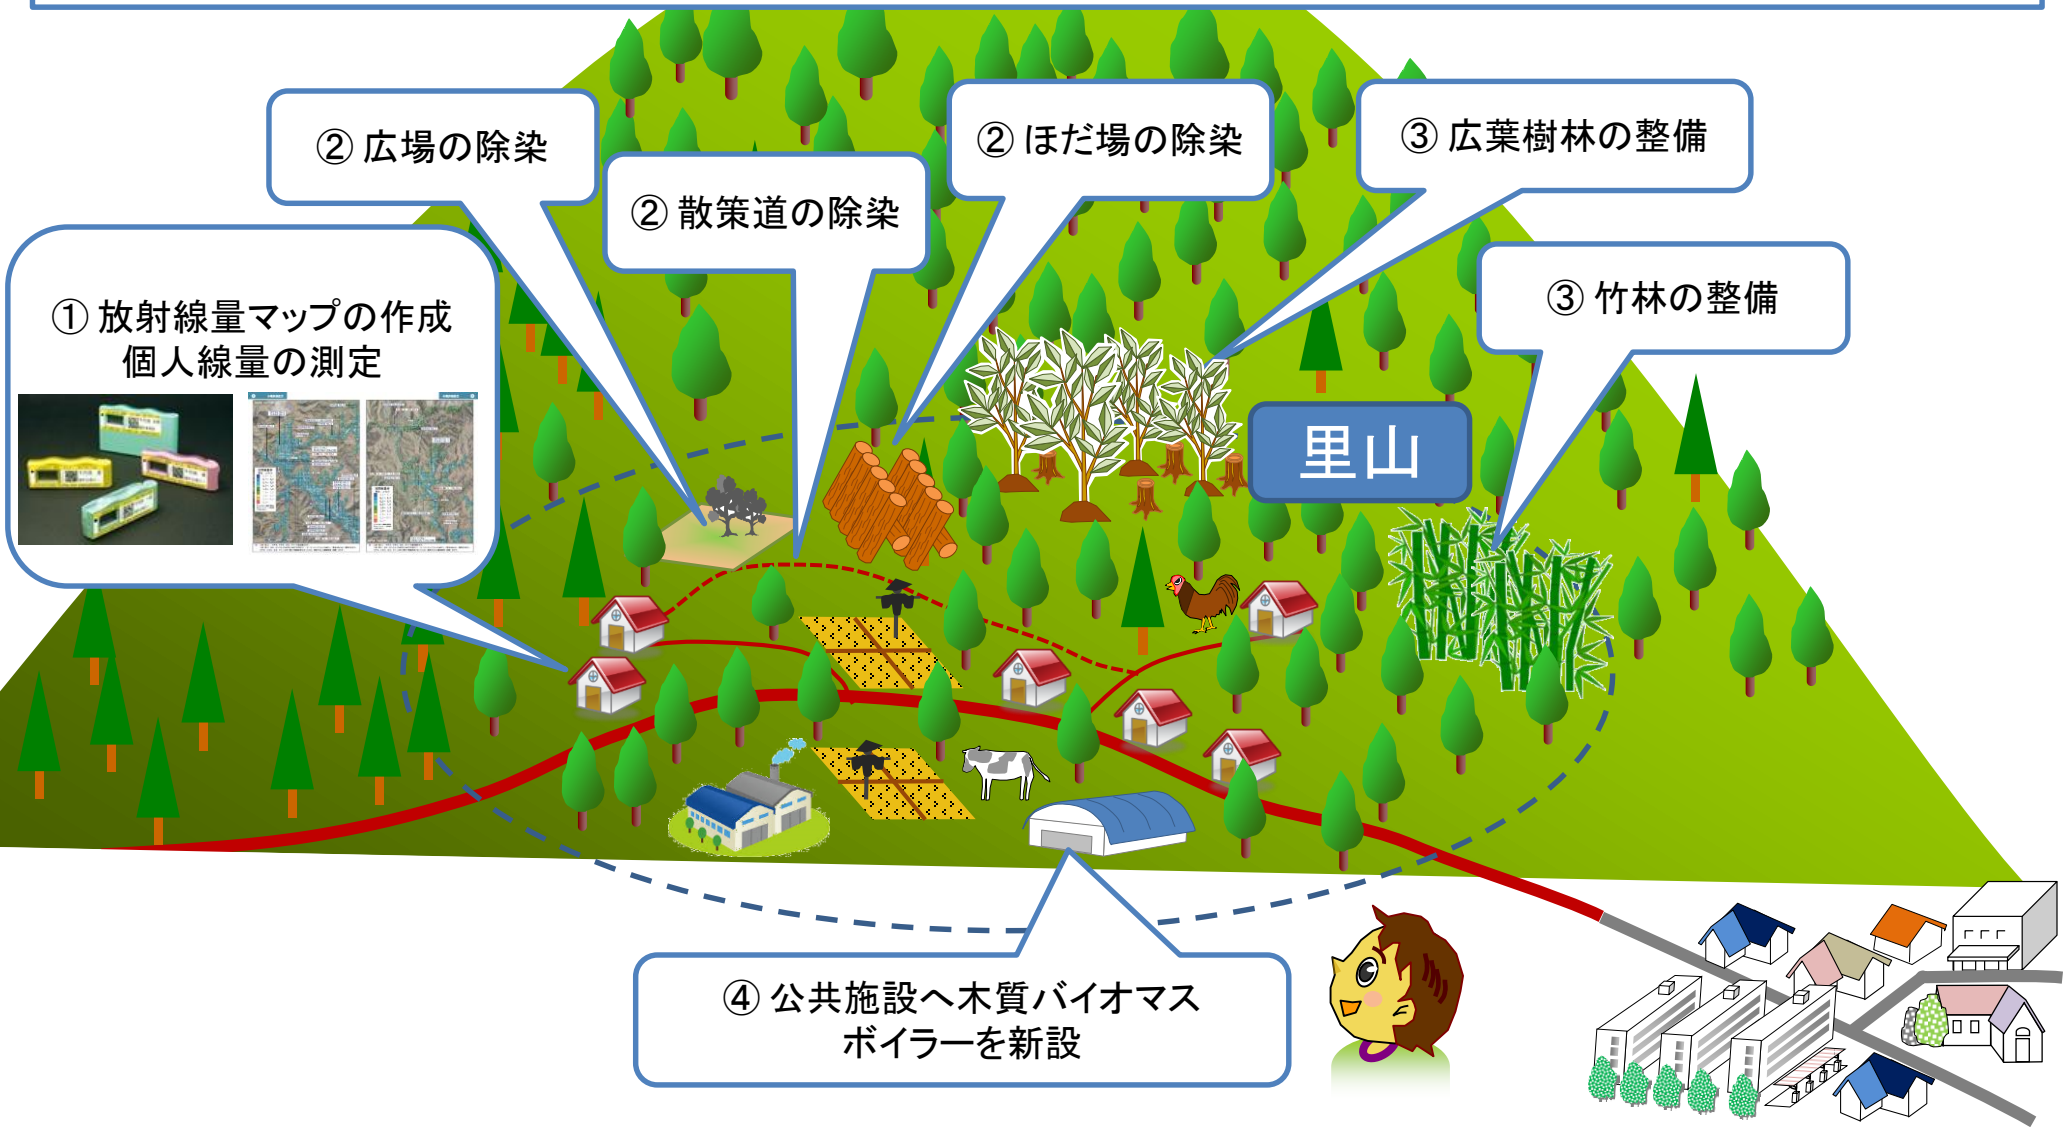 ② 広場の除染
② 散策道の除染
② ほだ場の除染
③ 広葉樹林の整備
③ 竹林の整備
① 放射線量マップの作成
個人線量の測定
里山
④ 公共施設へ木質バイオマス
ボイラーを新設